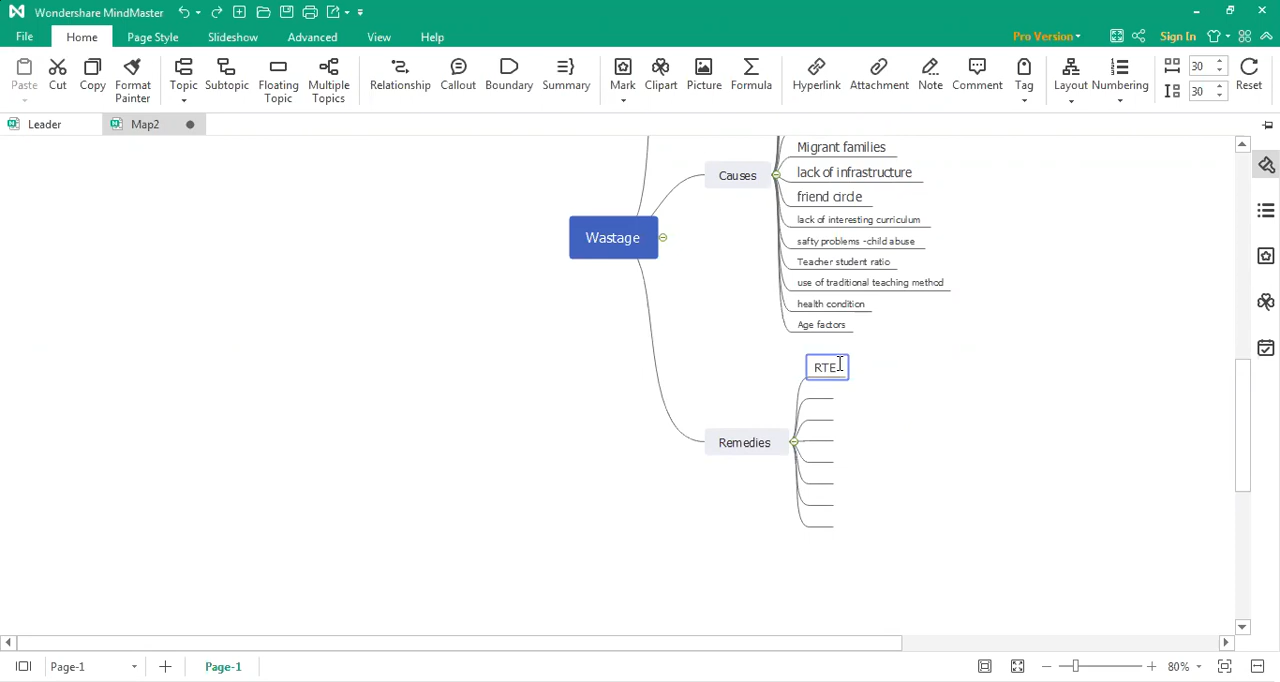 Wondershare MindMaster
File Home Page Style Slideshow Advanced View Help Pro Version Sign In
Paste Cut Copy Format Painter Topic Subtopic Floating Topic Multiple Topics Relationship Callout Boundary Summary Mark Clipart Picture Formula Hyperlink Attachment Note Comment Tag Layout Numbering 30 30 Reset
Leader Map2
Migrant families
Causes
lack of infrastructure
friend circle
lack of interesting curriculum
Wastage
safty problems -child abuse
Teacher student ratio
use of traditional teaching method
health condition
Age factors
RTE
Remedies
Page-1 Page-1 80%